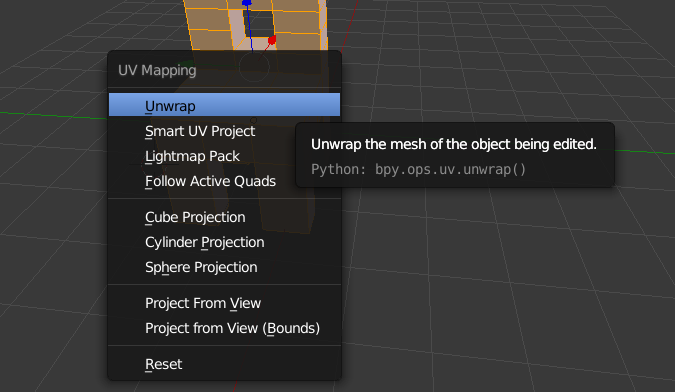 UV Mapping
Unwrap
Smart UV Project
Lightmap Pack
Follow Active Quads
Cube Projection
Cylinder Projection
Sphere Projection
Project From View
Project from View (Bounds)
Reset
Unwrap the mesh of the object being edited.
Python: bpy.ops.uv.unwrap()